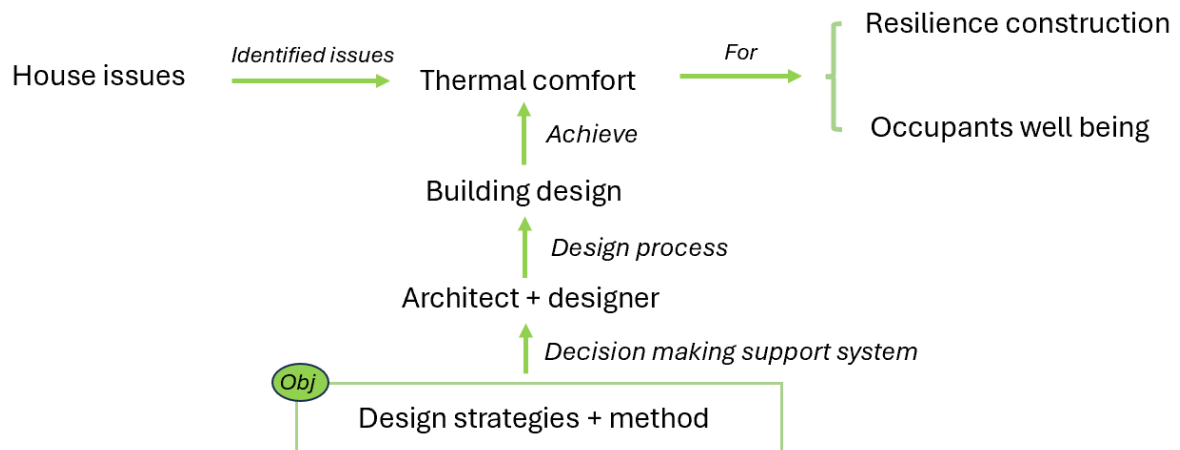 Resilience construction
Identified issues
For
House issues
Thermal comfort
Occupants well being
Achieve
Building design
Design process
Architect + designer
Decision making support system
Obj
Design strategies + method